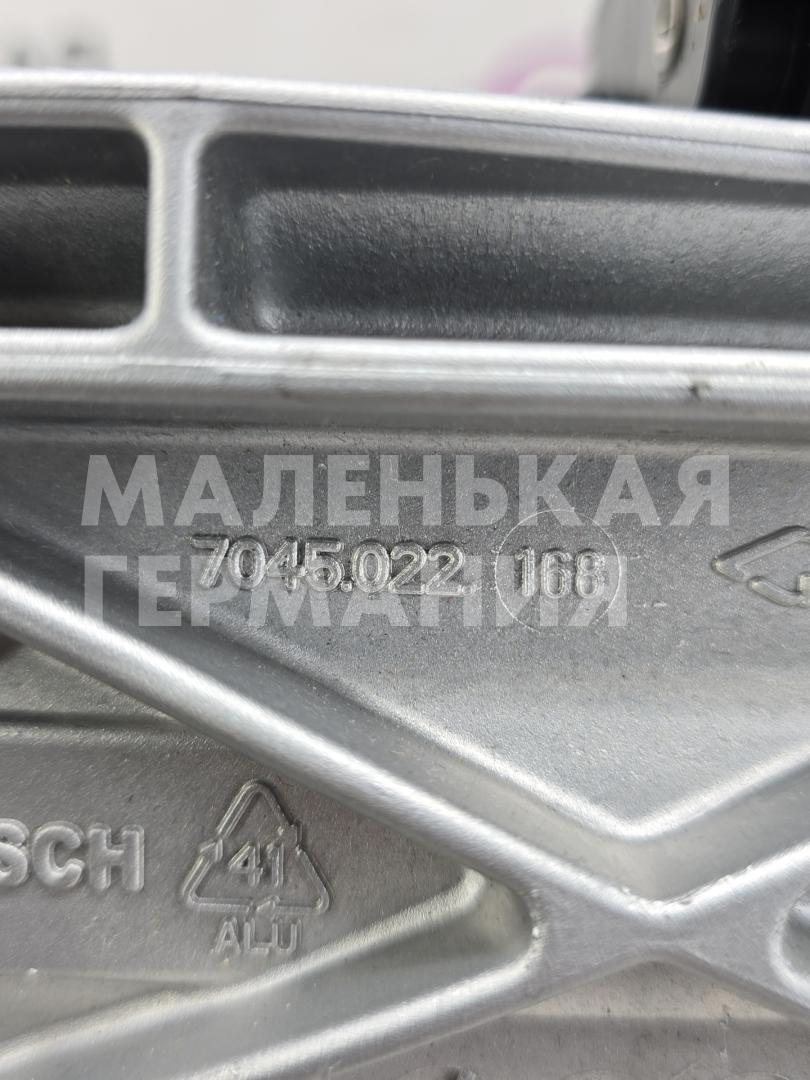 МАЛЕНЬКАЯ
ГЕРМАНИЯ
7045.022. 168
SCH
41
ALU